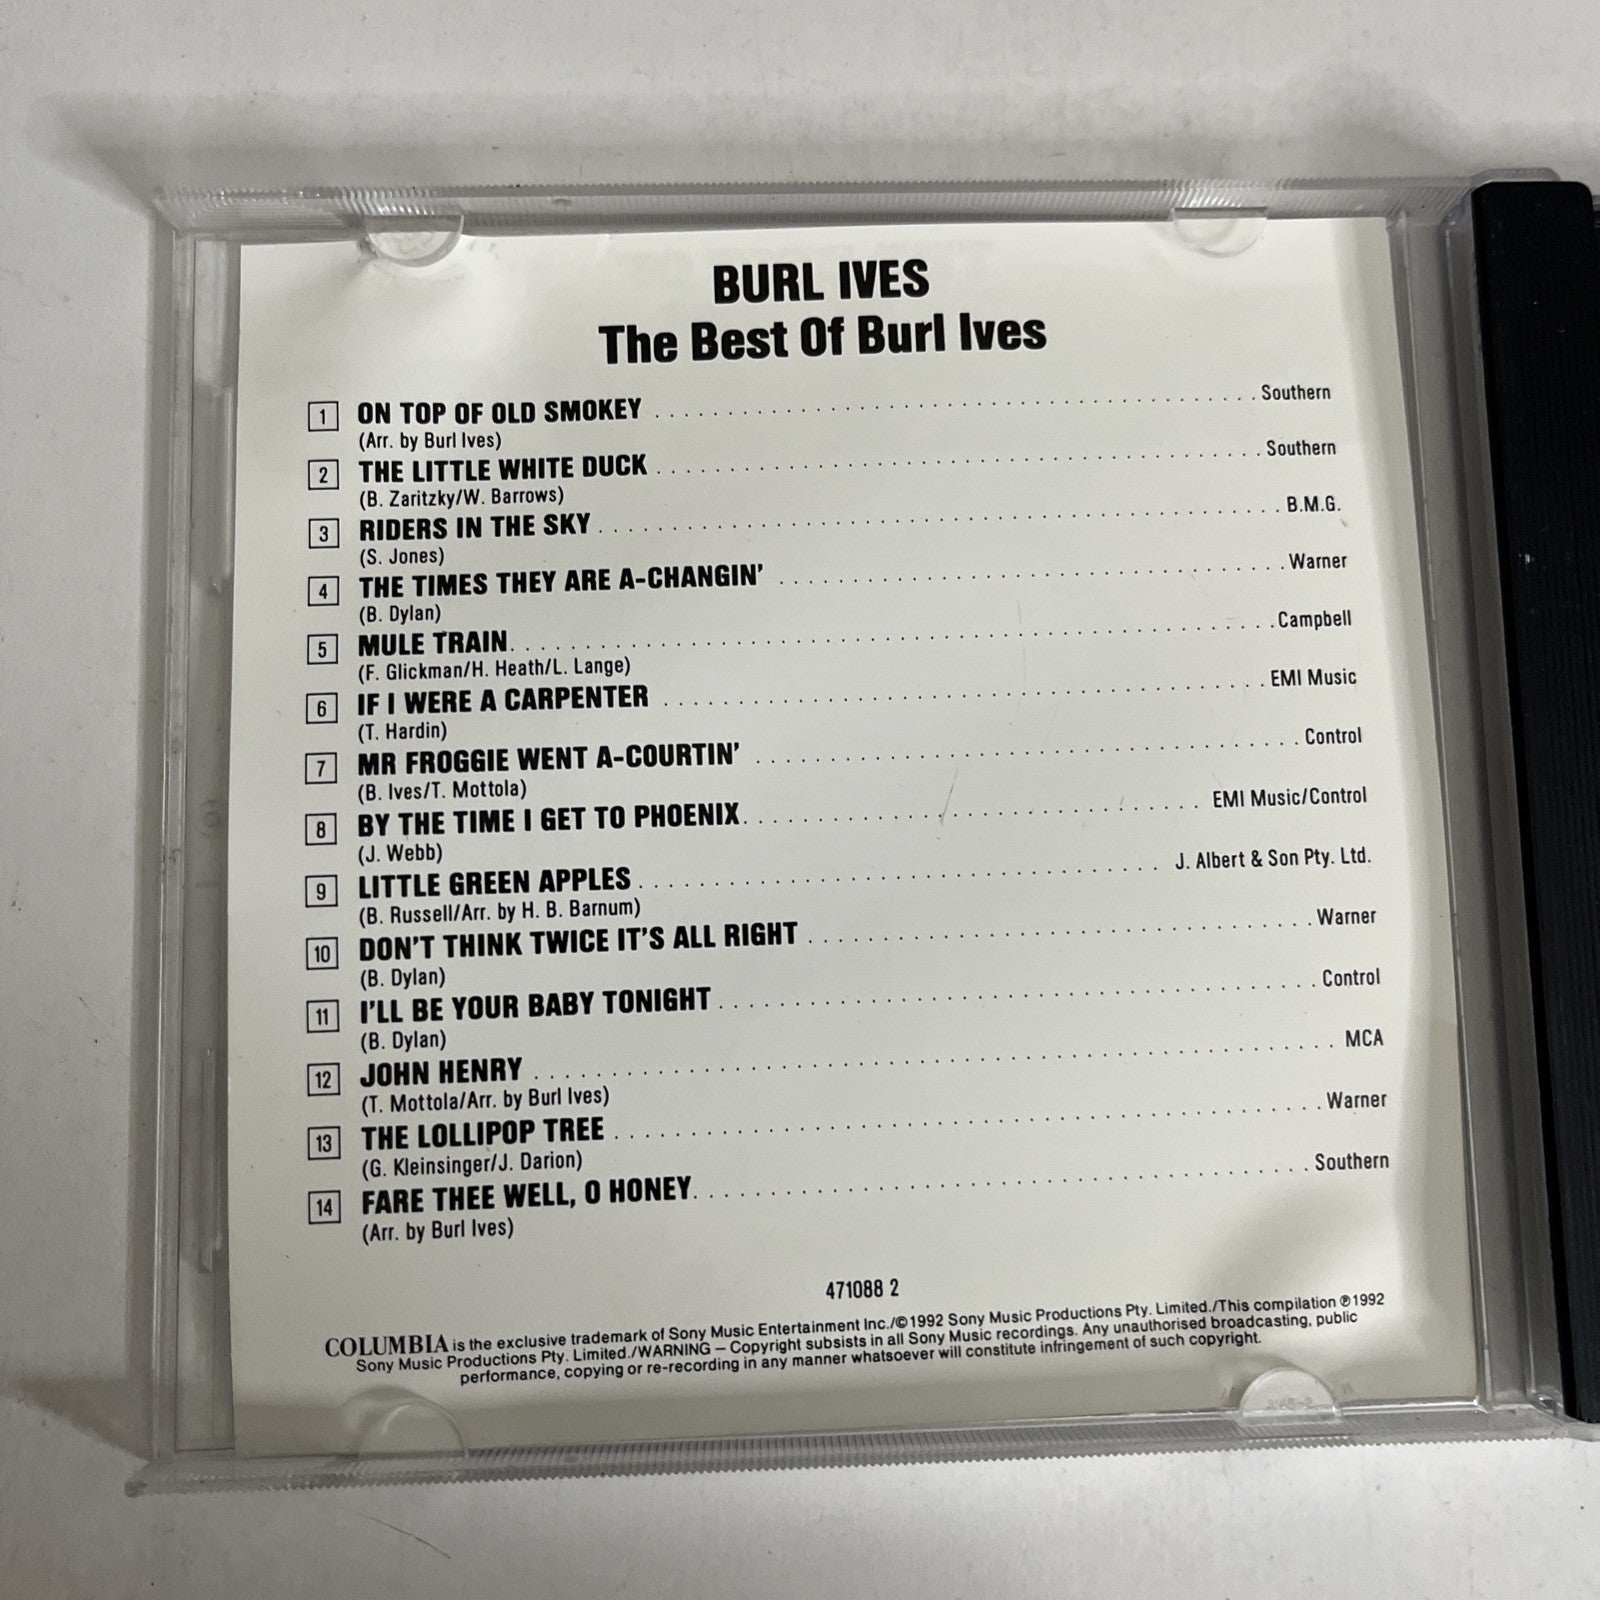 BURL IVES
The Best Of Burl Ives
1 ON TOP OF OLD SMOKEY . . . . . . . . . . . . . . . . . . . . Southern
(Arr. by Burl Ives)
2 THE LITTLE WHITE DUCK . . . . . . . . . . . . . . . . . . . . Southern
(B. Zaritzky/W. Barrows)
3 RIDERS IN THE SKY . . . . . . . . . . . . . . . . . . . . B.M.G.
(S. Jones)
4 THE TIMES THEY ARE A-CHANGIN' . . . . . . . . . . . . . . . . . . . . Warner
(B. Dylan)
5 MULE TRAIN . . . . . . . . . . . . . . . . . . . . Campbell
(F. Glickman/H. Heath/L. Lange)
6 IF I WERE A CARPENTER . . . . . . . . . . . . . . . . . . . . EMI Music
(T. Hardin)
7 MR FROGGIE WENT A-COURTIN' . . . . . . . . . . . . . . . . . . . . Control
(B. Ives/T. Mottola)
8 BY THE TIME I GET TO PHOENIX . . . . . . . . . . . . . . . . . . . . EMI Music/Control
(J. Webb)
9 LITTLE GREEN APPLES . . . . . . . . . . . . . . . . . . . . J. Albert & Son Pty. Ltd.
(B. Russell/Arr. by H. B. Barnum)
10 DON'T THINK TWICE IT'S ALL RIGHT . . . . . . . . . . . . . . . . . . . . Warner
(B. Dylan)
11 I'LL BE YOUR BABY TONIGHT . . . . . . . . . . . . . . . . . . . . Control
(B. Dylan)
12 JOHN HENRY . . . . . . . . . . . . . . . . . . . . MCA
(T. Mottola/Arr. by Burl Ives)
13 THE LOLLIPOP TREE . . . . . . . . . . . . . . . . . . . . Warner
(G. Kleinsinger/J. Darion)
14 FARE THEE WELL, O HONEY . . . . . . . . . . . . . . . . . . . . Southern
(Arr. by Burl Ives)
471088 2
COLUMBIA is the exclusive trademark of Sony Music Entertainment Inc./©1992 Sony Music Productions Pty. Limited./This compilation ℗1992
Sony Music Productions Pty. Limited./WARNING – Copyright subsists in all Sony Music recordings. Any unauthorised broadcasting, public
performance, copying or re-recording in any manner whatsoever will constitute infringement of such copyright.